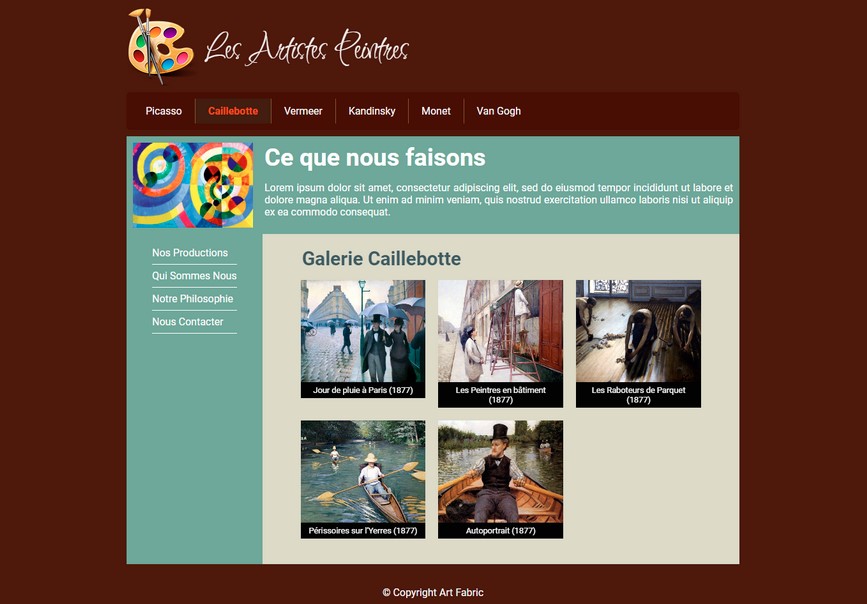 Les Artistes Peintres
Picasso
Caillebotte
Vermeer
Kandinsky
Monet
Van Gogh
Ce que nous faisons
Lorem ipsum dolor sit amet, consectetur adipiscing elit, sed do eiusmod tempor incididunt ut labore et
dolore magna aliqua. Ut enim ad minim veniam, quis nostrud exercitation ullamco laboris nisi ut aliquip
ex ea commodo consequat.
Nos Productions
Qui Sommes Nous
Notre Philosophie
Nous Contacter
Galerie Caillebotte
Jour de pluie à Paris (1877)
Les Peintres en bâtiment
(1877)
Les Raboteurs de Parquet
(1877)
Périssoires sur l'Yerres (1877)
Autoportrait (1877)
© Copyright Art Fabric